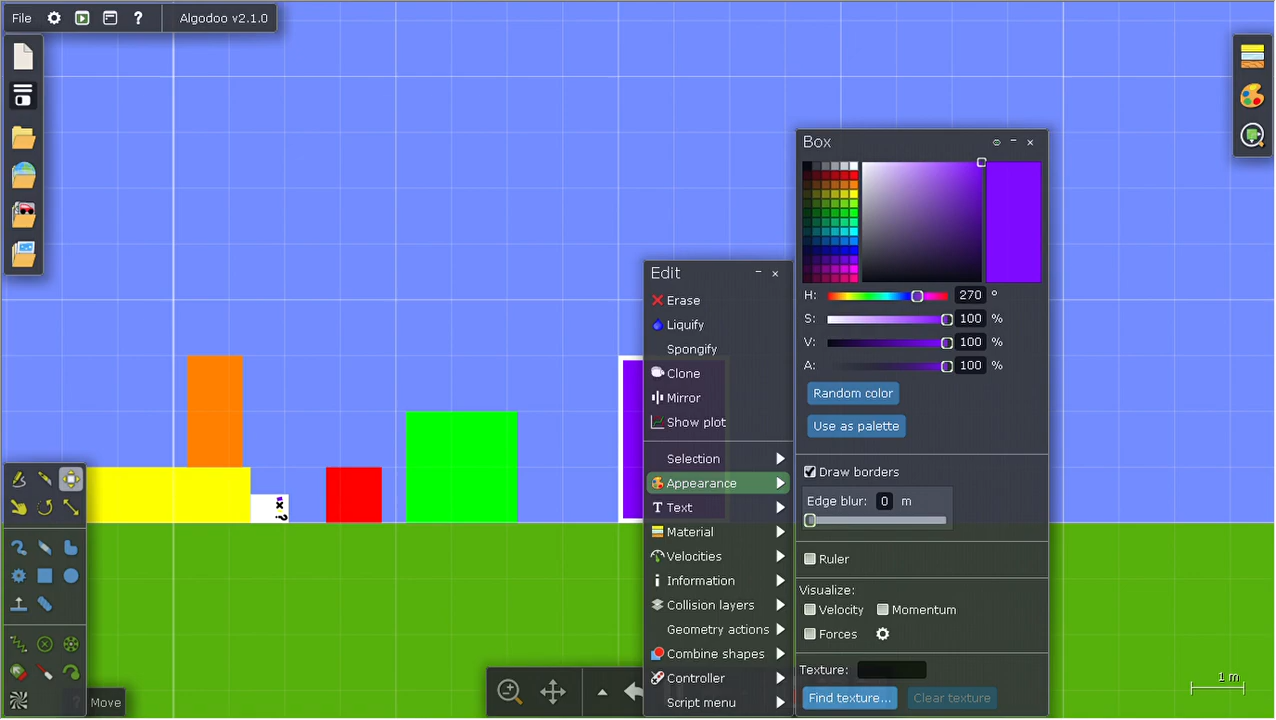 File
?
Algodoo v2.1.0
Box
Edit
Erase
Liquify
Spongify
Clone
Mirror
Show plot
Selection
Appearance
Text
Material
Velocities
Information
Collision layers
Geometry actions
Combine shapes
Controller
Script menu
H: 270 °
S: 100 %
V: 100 %
A: 100 %
Random color
Use as palette
Draw borders
Edge blur: 0 m
Ruler
Visualize:
Velocity
Momentum
Forces
Texture:
Find texture...
Clear texture
x?
? Move
1 m